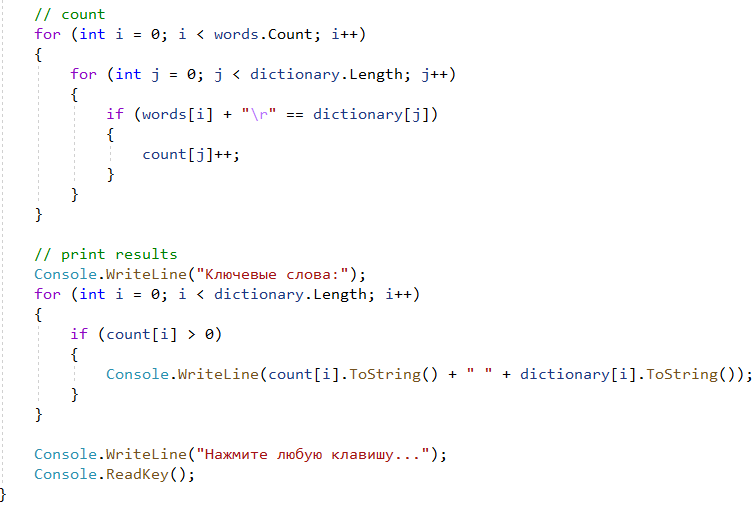 // count
for (int i = 0; i < words.Count; i++)
{
for (int j = 0; j < dictionary.Length; j++)
{
if (words[i] + "\r" == dictionary[j])
{
count[j]++;
}
}
}
// print results
Console.WriteLine("Ключевые слова:");
for (int i = 0; i < dictionary.Length; i++)
{
if (count[i] > 0)
{
Console.WriteLine(count[i].ToString() + " " + dictionary[i].ToString());
}
}
Console.WriteLine("Нажмите любую клавишу...");
Console.ReadKey();
}